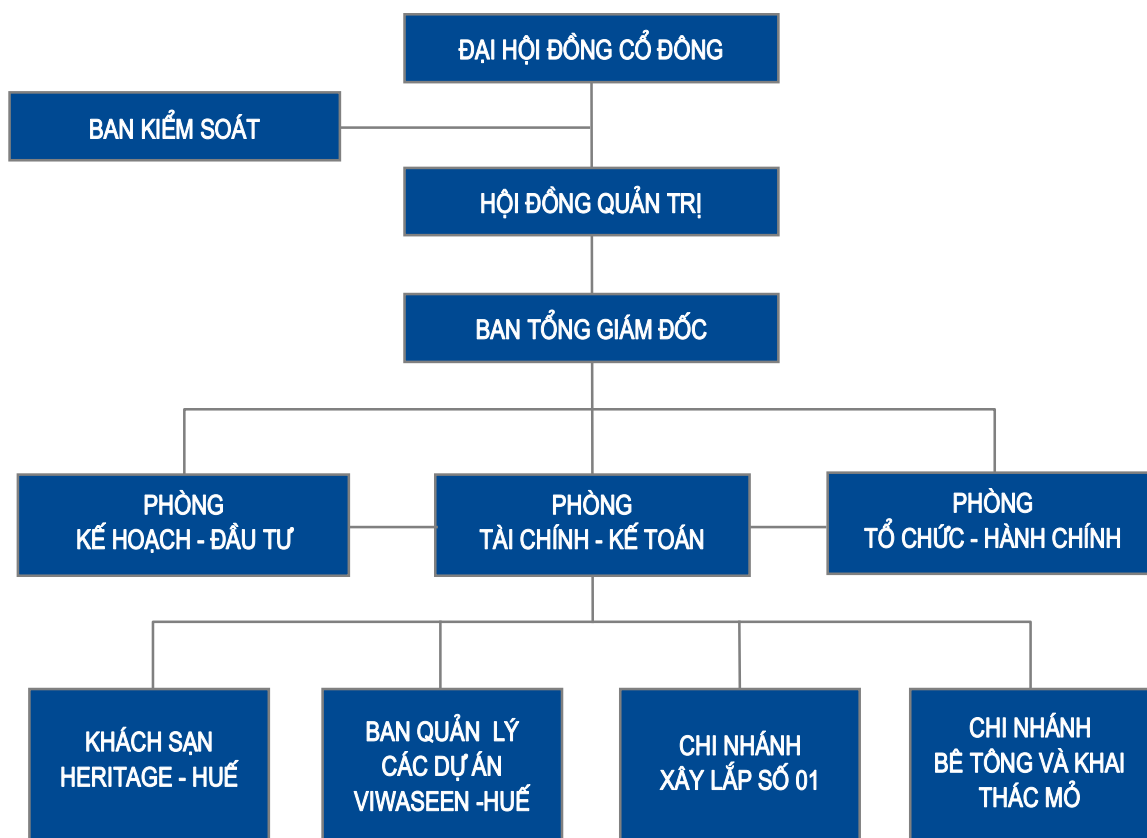 ĐẠI HỘI ĐỒNG CỔ ĐÔNG
BAN KIỂM SOÁT
HỘI ĐỒNG QUẢN TRỊ
BAN TỔNG GIÁM ĐỐC
PHÒNG
KẾ HOẠCH - ĐẦU TƯ
PHÒNG
TÀI CHÍNH - KẾ TOÁN
PHÒNG
TỔ CHỨC - HÀNH CHÍNH
KHÁCH SẠN
HERITAGE - HUẾ
BAN QUẢN LÝ
CÁC DỰ ÁN
VIWASEEN -HUẾ
CHI NHÁNH
XÂY LẮP SỐ 01
CHI NHÁNH
BÊ TÔNG VÀ KHAI
THÁC MỎ